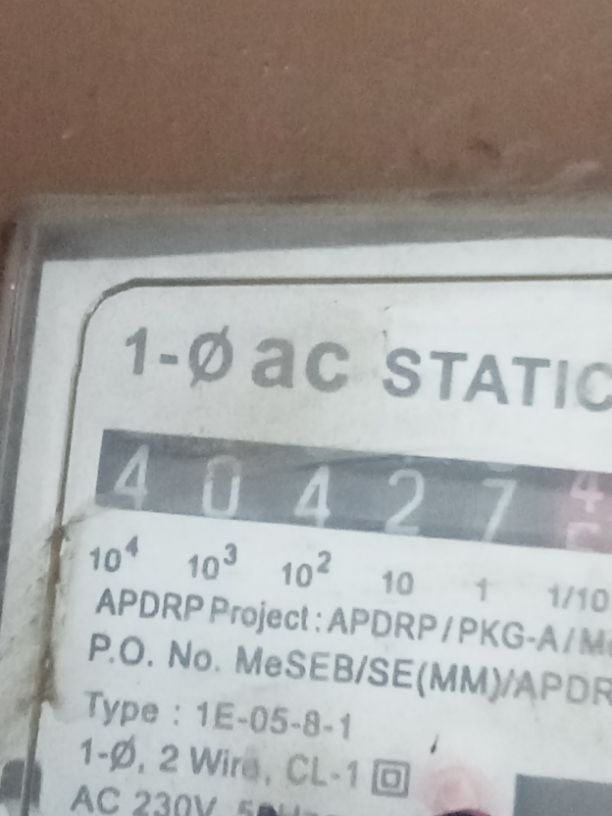 1-Ø ac STATIC
4 0 4 2 7 4
10⁴ 10³ 10² 10 1 1/10
APDRP Project : APDRP/PKG-A/M
P.O. No. MeSEB/SE(MM)/APDR
Type : 1E-05-8-1
1-Ø, 2 Wire, CL-1
AC 230V,